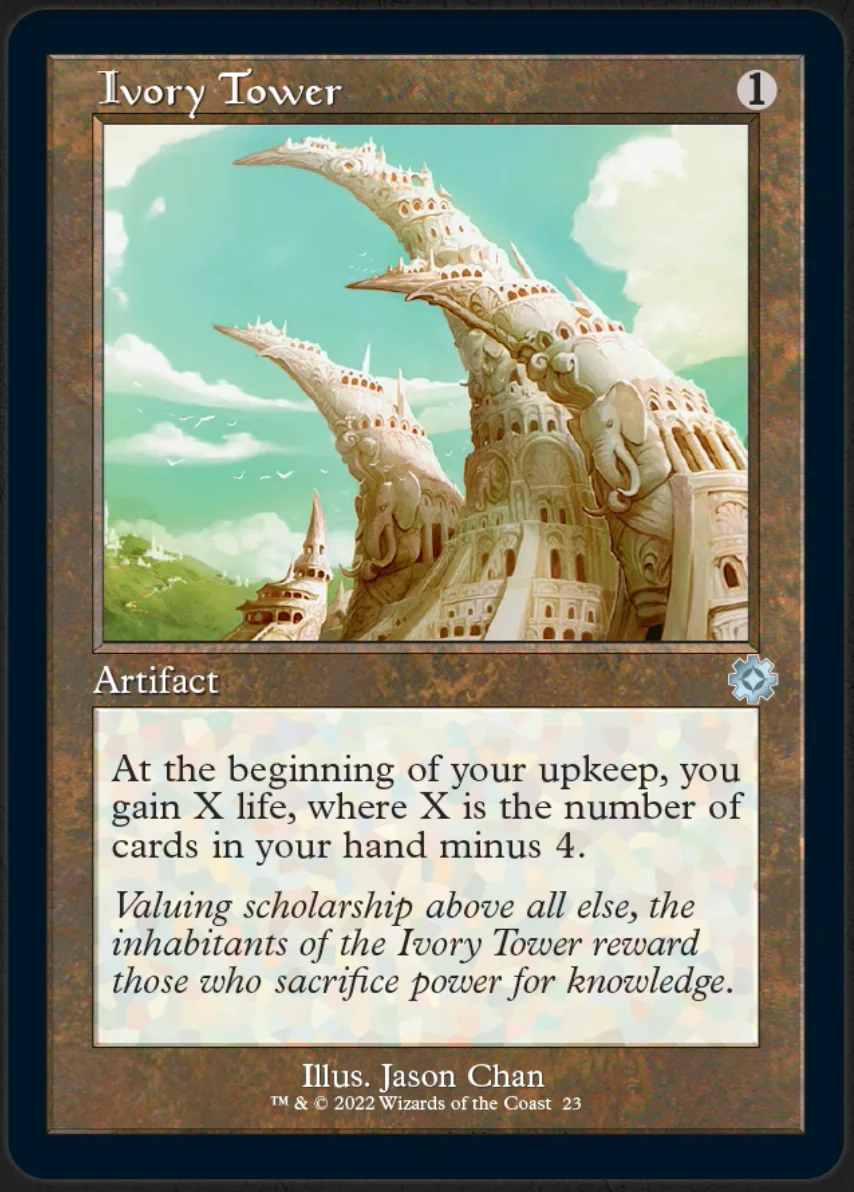 Ivory Tower 1
Artifact
At the beginning of your upkeep, you
gain X life, where X is the number of
cards in your hand minus 4.
Valuing scholarship above all else, the
inhabitants of the Ivory Tower reward
those who sacrifice power for knowledge.
Illus. Jason Chan
™ & © 2022 Wizards of the Coast 23